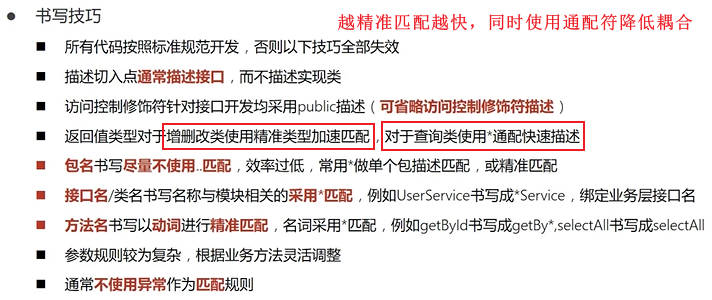 越精准匹配越快，同时使用通配符降低耦合
书写技巧
所有代码按照标准规范开发，否则以下技巧全部失效
描述切入点通常描述接口，而不描述实现类
访问控制修饰符针对接口开发均采用public描述（可省略访问控制修饰符描述）
返回值类型对于增删改类使用精准类型加速匹配，对于查询类使用*通配快速描述
包名书写尽量不使用..匹配，效率过低，常用*做单个包描述匹配，或精准匹配
接口名/类名书写名称与模块相关的采用*匹配，例如UserService书写成*Service，绑定业务层接口名
方法名书写以动词进行精准匹配，名词采用*匹配，例如getById书写成getBy*,selectAll书写成selectAll
参数规则较为复杂，根据业务方法灵活调整
通常不使用异常作为匹配规则